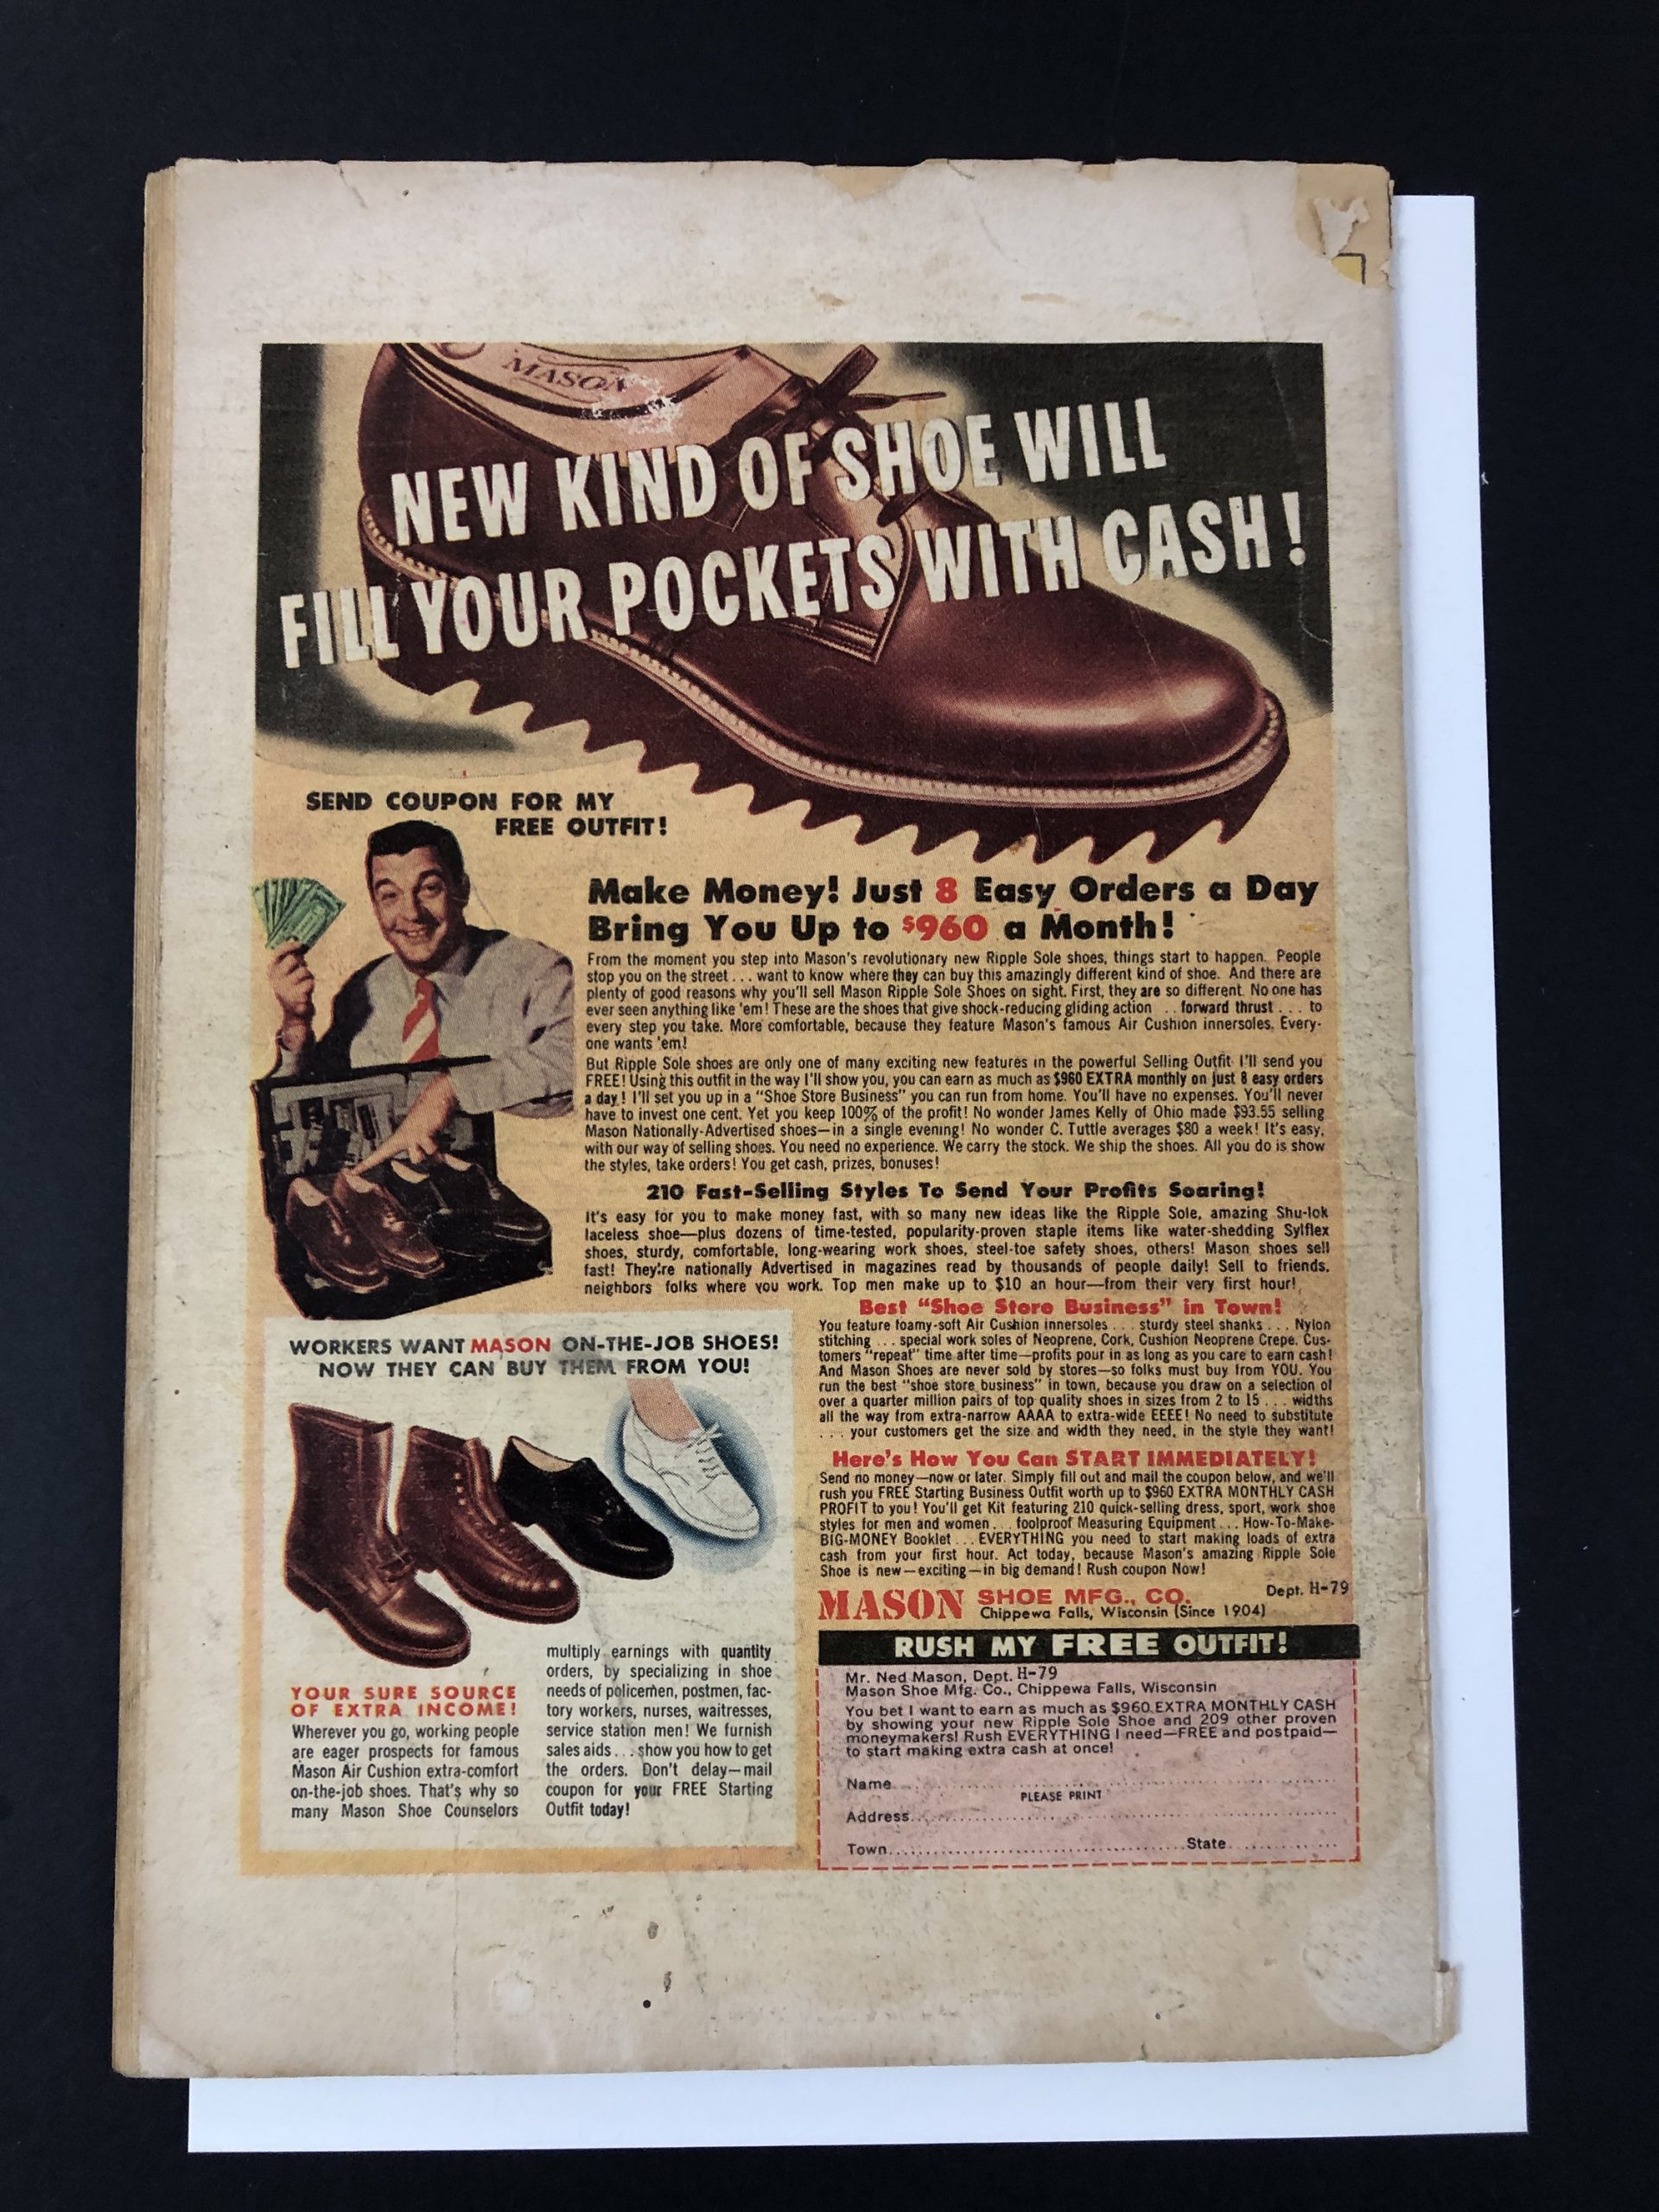 MASON
NEW KIND OF SHOE WILL
FILL YOUR POCKETS WITH CASH!
SEND COUPON FOR MY
FREE OUTFIT!
Make Money! Just 8 Easy Orders a Day
Bring You Up to $960 a Month!
From the moment you step into Mason's revolutionary new Ripple Sole shoes, things start to happen. People
stop you on the street ... want to know where they can buy this amazingly different kind of shoe. And there are
plenty of good reasons why you'll sell Mason Ripple Sole Shoes on sight. First, they are so different. No one has
ever seen anything like 'em! These are the shoes that give shock-reducing gliding action .. forward thrust ... to
every step you take. More comfortable, because they feature Mason's famous Air Cushion innersoles. Every-
one wants 'em!
But Ripple Sole shoes are only one of many exciting new features in the powerful Selling Outfit I'll send you
FREE! Using this outfit in the way I'll show you, you can earn as much as $960 EXTRA monthly on just 8 easy orders
a day! I'll set you up in a "Shoe Store Business" you can run from home. You'll have no expenses. You'll never
have to invest one cent. Yet you keep 100% of the profit! No wonder James Kelly of Ohio made $93.55 selling
Mason Nationally-Advertised shoes—in a single evening! No wonder C. Tuttle averages $80 a week! It's easy,
with our way of selling shoes. You need no experience. We carry the stock. We ship the shoes. All you do is show
the styles, take orders! You get cash, prizes, bonuses!
210 Fast-Selling Styles To Send Your Profits Soaring!
It's easy for you to make money fast, with so many new ideas like the Ripple Sole, amazing Shu-lok
laceless shoe—plus dozens of time-tested, popularity-proven staple items like water-shedding Sylflex
shoes, sturdy, comfortable, long-wearing work shoes, steel-toe safety shoes, others! Mason shoes sell
fast! They're nationally Advertised in magazines read by thousands of people daily! Sell to friends,
neighbors folks where you work. Top men make up to $10 an hour—from their very first hour!
Best "Shoe Store Business" in Town!
You feature foamy-soft Air Cushion innersoles ... sturdy steel shanks ... Nylon
stitching ... special work soles of Neoprene, Cork, Cushion Neoprene Crepe. Cus-
tomers "repeat" time after time—profits pour in as long as you care to earn cash!
And Mason Shoes are never sold by stores—so folks must buy from YOU. You
run the best "shoe store business" in town, because you draw on a selection of
over a quarter million pairs of top quality shoes in sizes from 2 to 15 ... widths
all the way from extra-narrow AAAA to extra-wide EEEE! No need to substitute
... your customers get the size and width they need, in the style they want!
Here's How You Can START IMMEDIATELY!
Send no money—now or later. Simply fill out and mail the coupon below, and we'll
rush you FREE Starting Business Outfit worth up to $960 EXTRA MONTHLY CASH
PROFIT to you! You'll get Kit featuring 210 quick-selling dress, sport, work shoe
styles for men and women ... foolproof Measuring Equipment ... How-To-Make-
BIG-MONEY Booklet ... EVERYTHING you need to start making loads of extra
cash from your first hour. Act today, because Mason's amazing Ripple Sole
Shoe is new—exciting—in big demand! Rush coupon Now!
MASON SHOE MFG., CO. Dept. H-79
Chippewa Falls, Wisconsin (Since 1904)
WORKERS WANT MASON ON-THE-JOB SHOES!
NOW THEY CAN BUY THEM FROM YOU!
YOUR SURE SOURCE
OF EXTRA INCOME!
Wherever you go, working people
are eager prospects for famous
Mason Air Cushion extra-comfort
on-the-job shoes. That's why so
many Mason Shoe Counselors
multiply earnings with quantity
orders, by specializing in shoe
needs of policemen, postmen, fac-
tory workers, nurses, waitresses,
service station men! We furnish
sales aids ... show you how to get
the orders. Don't delay—mail
coupon for your FREE Starting
Outfit today!
RUSH MY FREE OUTFIT!
Mr. Ned Mason, Dept. H-79
Mason Shoe Mfg. Co., Chippewa Falls, Wisconsin
You bet I want to earn as much as $960 EXTRA MONTHLY CASH
by showing your new Ripple Sole Shoe and 209 other proven
moneymakers! Rush EVERYTHING I need—FREE and postpaid—
to start making extra cash at once!
Name
PLEASE PRINT
Address
Town State